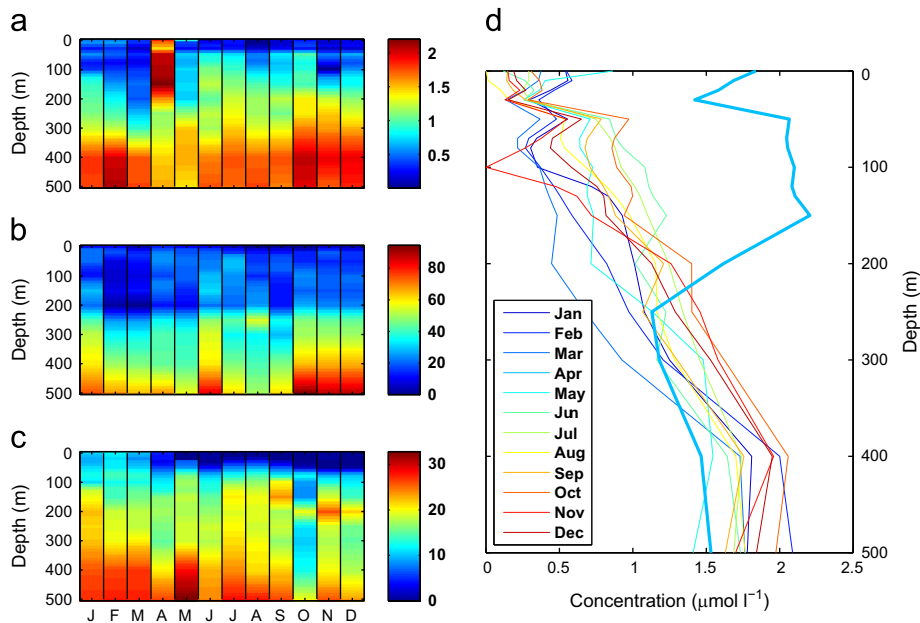 a
Depth (m)
0
100
200
300
400
500
2
1.5
1
0.5
b
Depth (m)
0
100
200
300
400
500
80
60
40
20
0
c
Depth (m)
0
100
200
300
400
500
J F M A M J J A S O N D
30
20
10
0
d
0
100
200
300
400
500
Depth (m)
Jan
Feb
Mar
Apr
May
Jun
Jul
Aug
Sep
Oct
Nov
Dec
0 0.5 1 1.5 2 2.5
Concentration (μmol l⁻¹)